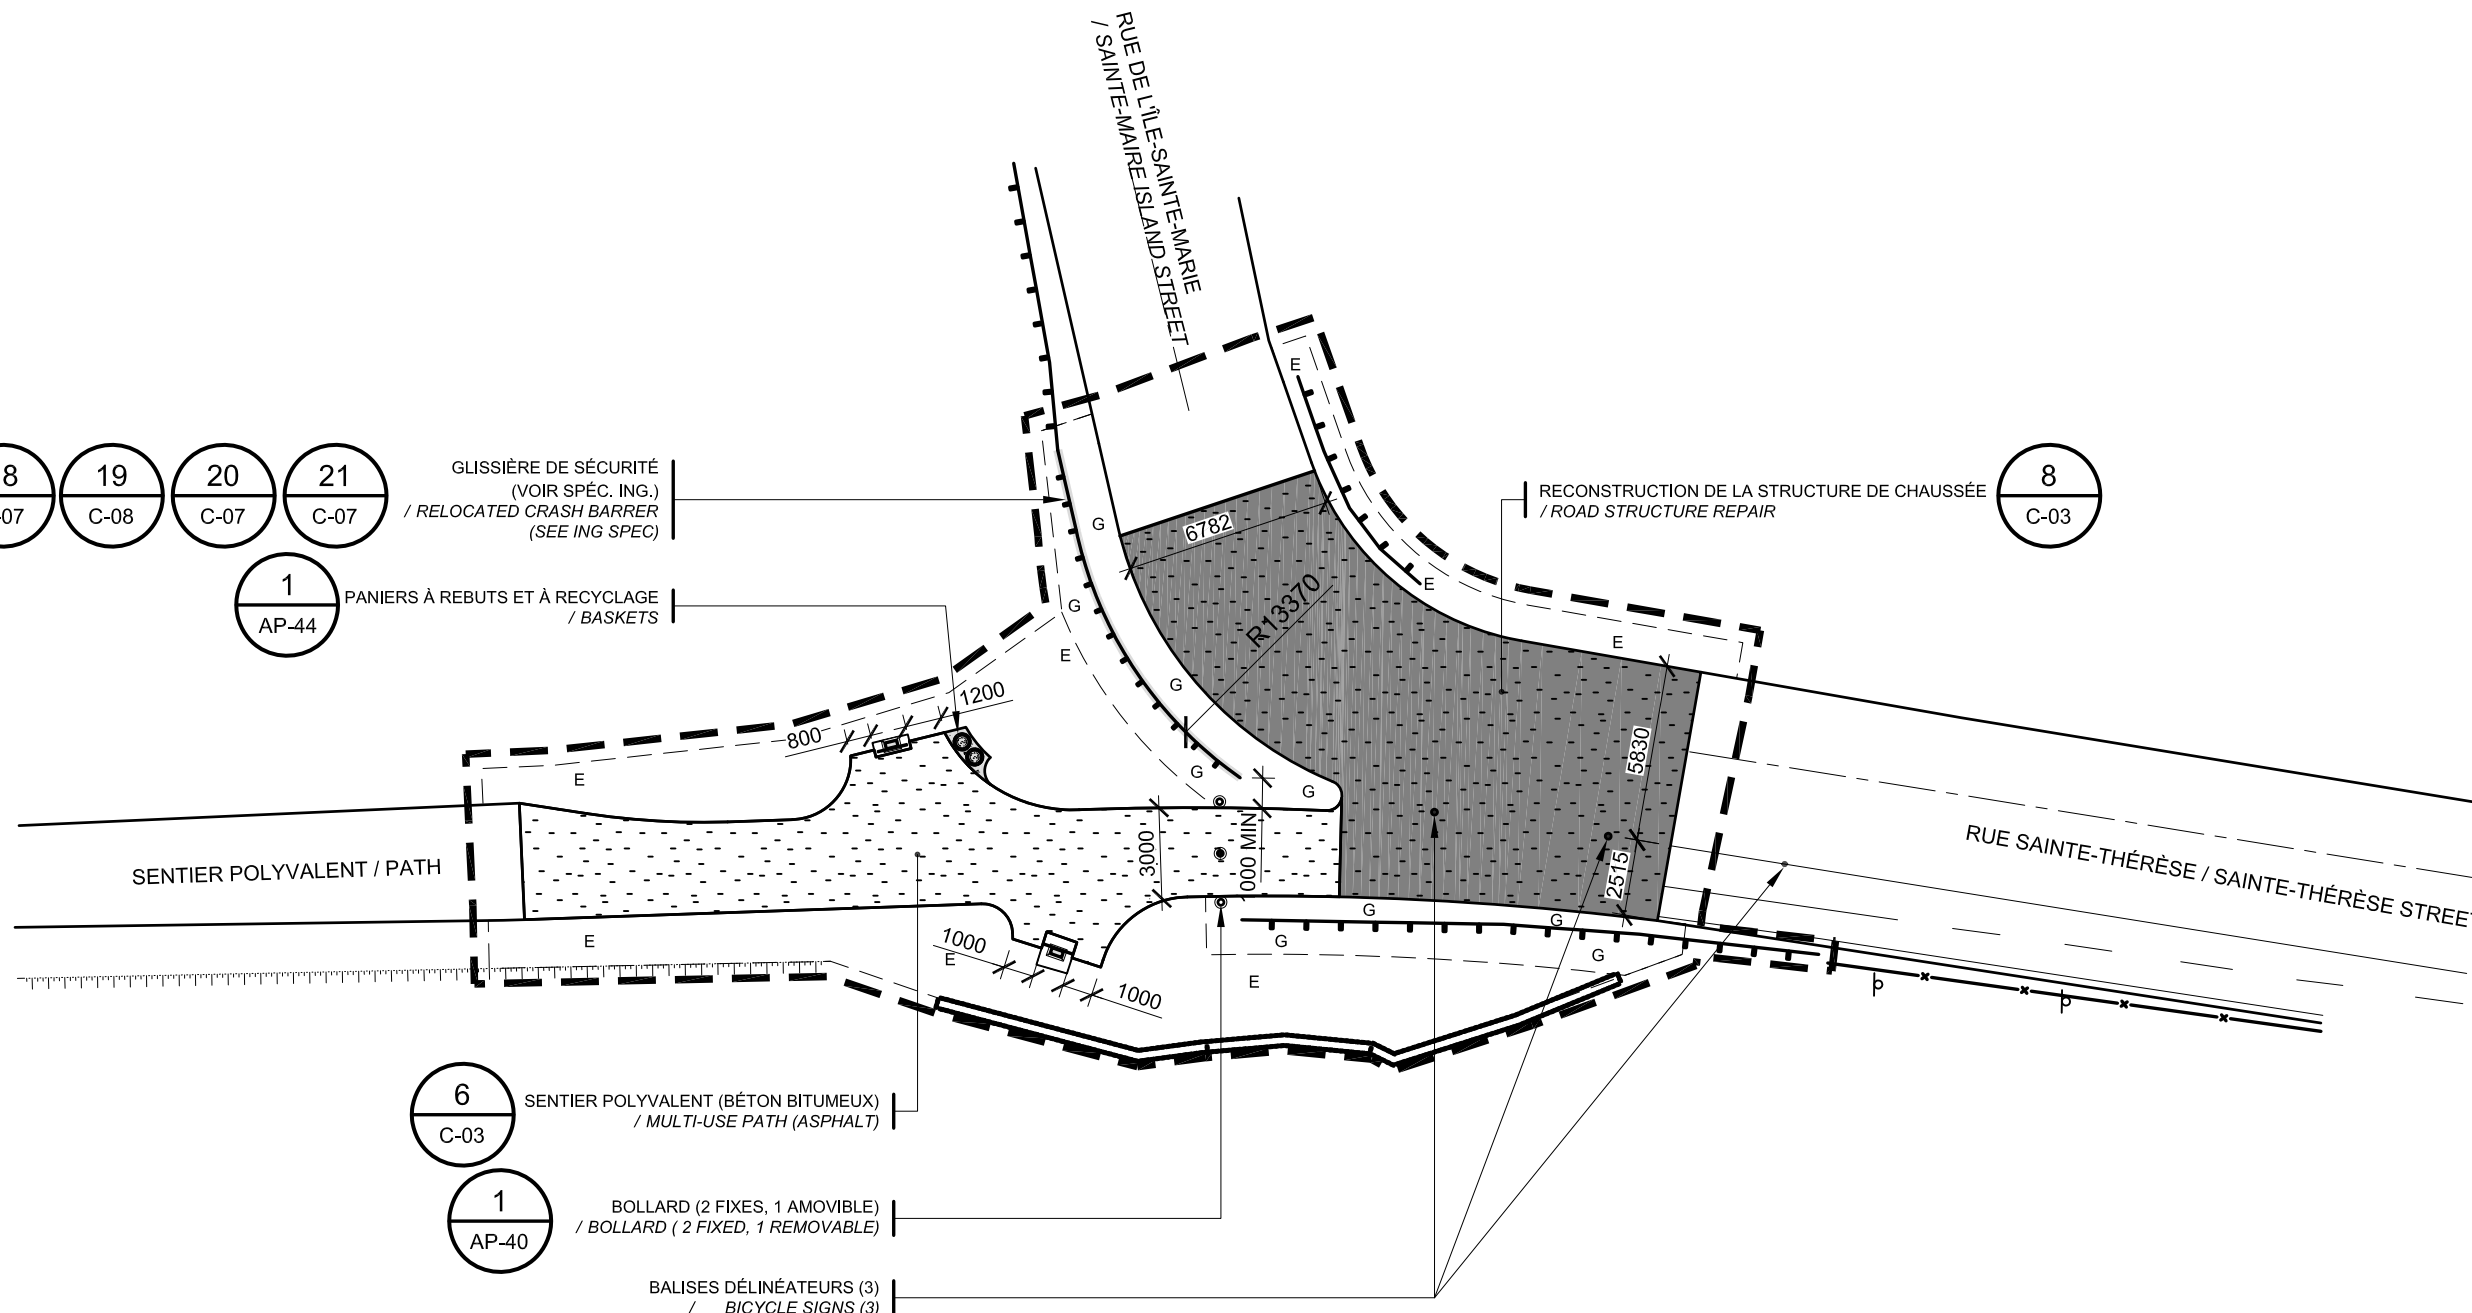 RUE DE L'ÎLE-SAINTE-MARIE
/ SAINTE-MAIRE ISLAND STREET
8
-07
19
C-08
20
C-07
21
C-07
GLISSIÈRE DE SÉCURITÉ
(VOIR SPÉC. ING.)
/ RELOCATED CRASH BARRER
(SEE ING SPEC)
1
AP-44
PANIERS À REBUTS ET À RECYCLAGE
/ BASKETS
RECONSTRUCTION DE LA STRUCTURE DE CHAUSSÉE
/ ROAD STRUCTURE REPAIR
8
C-03
E
G
6782
E
G
R13370
E
E
G
1200
800
5830
E
G
G
SENTIER POLYVALENT / PATH
3000
000 MIN
2515
RUE SAINTE-THÉRÈSE / SAINTE-THÉRÈSE STREET
G
G
E
1000
E
G
G
E
1000
p
p
6
C-03
SENTIER POLYVALENT (BÉTON BITUMEUX)
/ MULTI-USE PATH (ASPHALT)
1
AP-40
BOLLARD (2 FIXES, 1 AMOVIBLE)
/ BOLLARD ( 2 FIXED, 1 REMOVABLE)
BALISES DÉLINÉATEURS (3)
/ BICYCLE SIGNS (3)